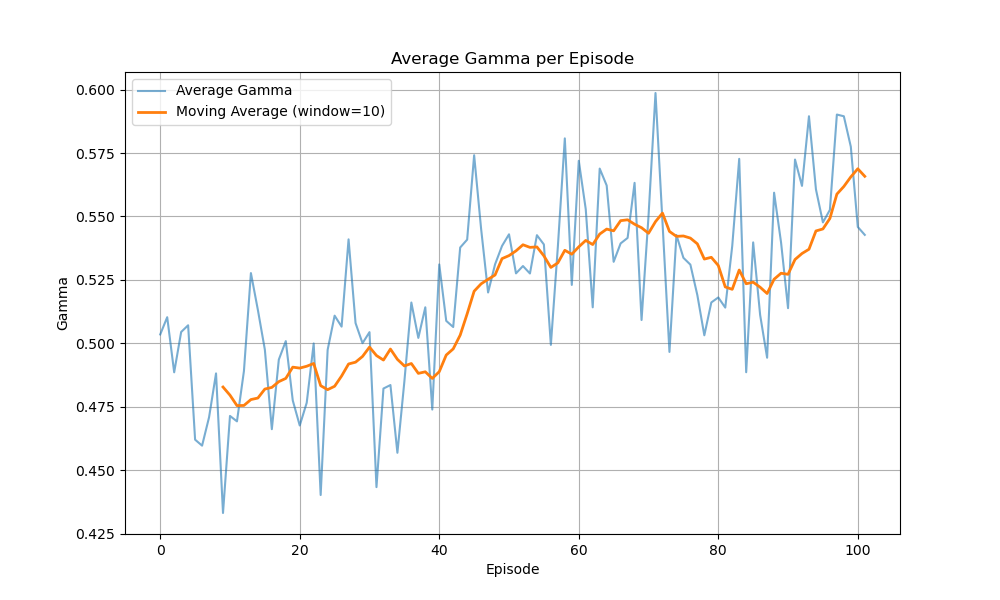 Average Gamma per Episode
Average Gamma
Moving Average (window=10)
0.600
0.575
0.550
0.525
0.500
0.475
0.450
0.425
Gamma
0 20 40 60 80 100
Episode